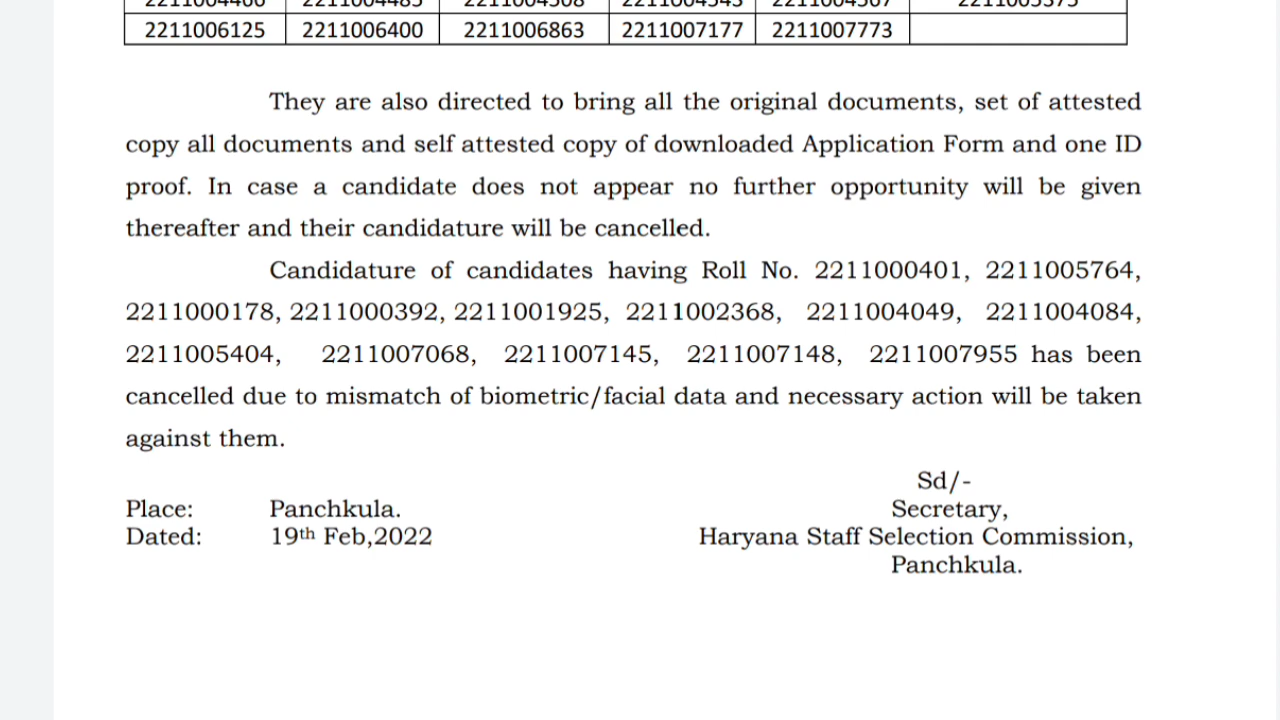 2211006125 2211006400 2211006863 2211007177 2211007773
They are also directed to bring all the original documents, set of attested
copy all documents and self attested copy of downloaded Application Form and one ID
proof. In case a candidate does not appear no further opportunity will be given
thereafter and their candidature will be cancelled.
Candidature of candidates having Roll No. 2211000401, 2211005764,
2211000178, 2211000392, 2211001925, 2211002368, 2211004049, 2211004084,
2211005404, 2211007068, 2211007145, 2211007148, 2211007955 has been
cancelled due to mismatch of biometric/facial data and necessary action will be taken
against them.
Sd/-
Place: Panchkula. Secretary,
Dated: 19th Feb,2022 Haryana Staff Selection Commission,
Panchkula.